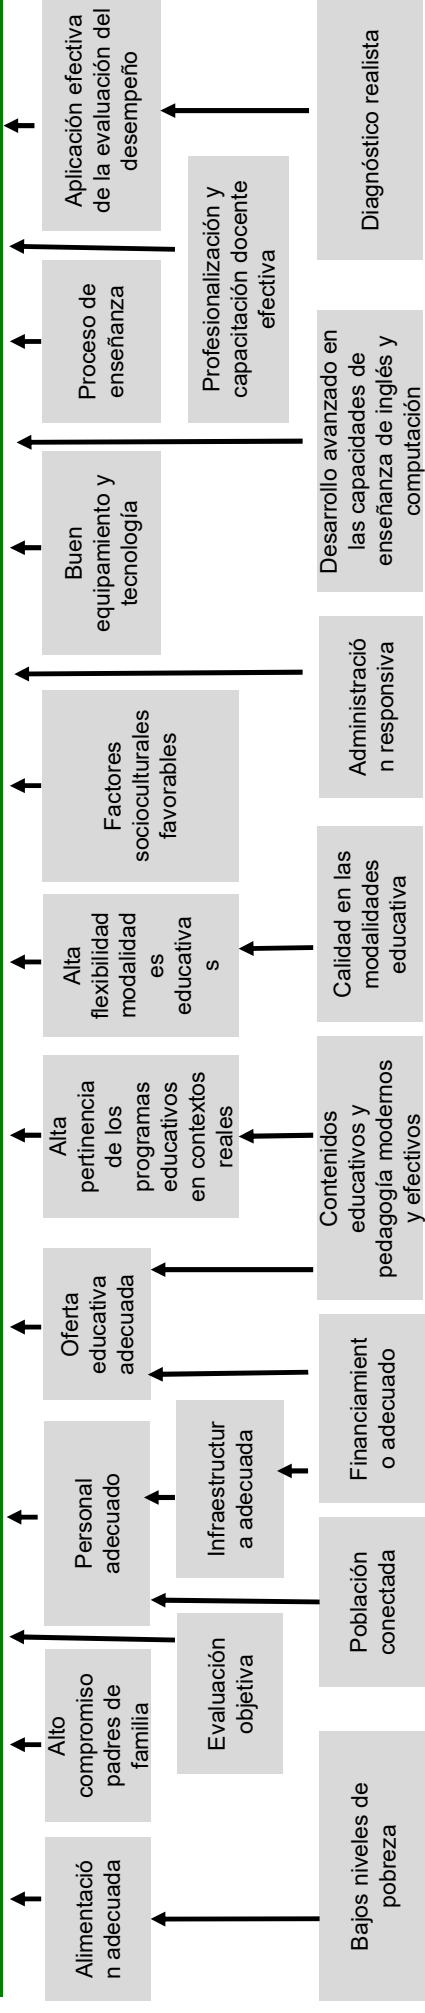 Alimentació
n adecuada
Alto
compromiso
padres de
familia
Personal
adecuado
Oferta
educativa
adecuada
Alta
pertinencia
de los
programas
educativos
en contextos
reales
Alta
flexibilidad
modalidad
es
educativa
s
Factores
socioculturales
favorables
Buen
equipamiento y
tecnología
Proceso de
enseñanza
Aplicación efectiva
de la evaluación del
desempeño
Evaluación
objetiva
Infraestructur
a adecuada
Profesionalización y
capacitación docente
efectiva
Bajos niveles de
pobreza
Población
conectada
Financiamient
o adecuado
Contenidos
educativos y
pedagogía modernos
y efectivos
Calidad en las
modalidades
educativa
Administració
n responsiva
Desarrollo avanzado en
las capacidades de
enseñanza de inglés y
computación
Diagnóstico realista